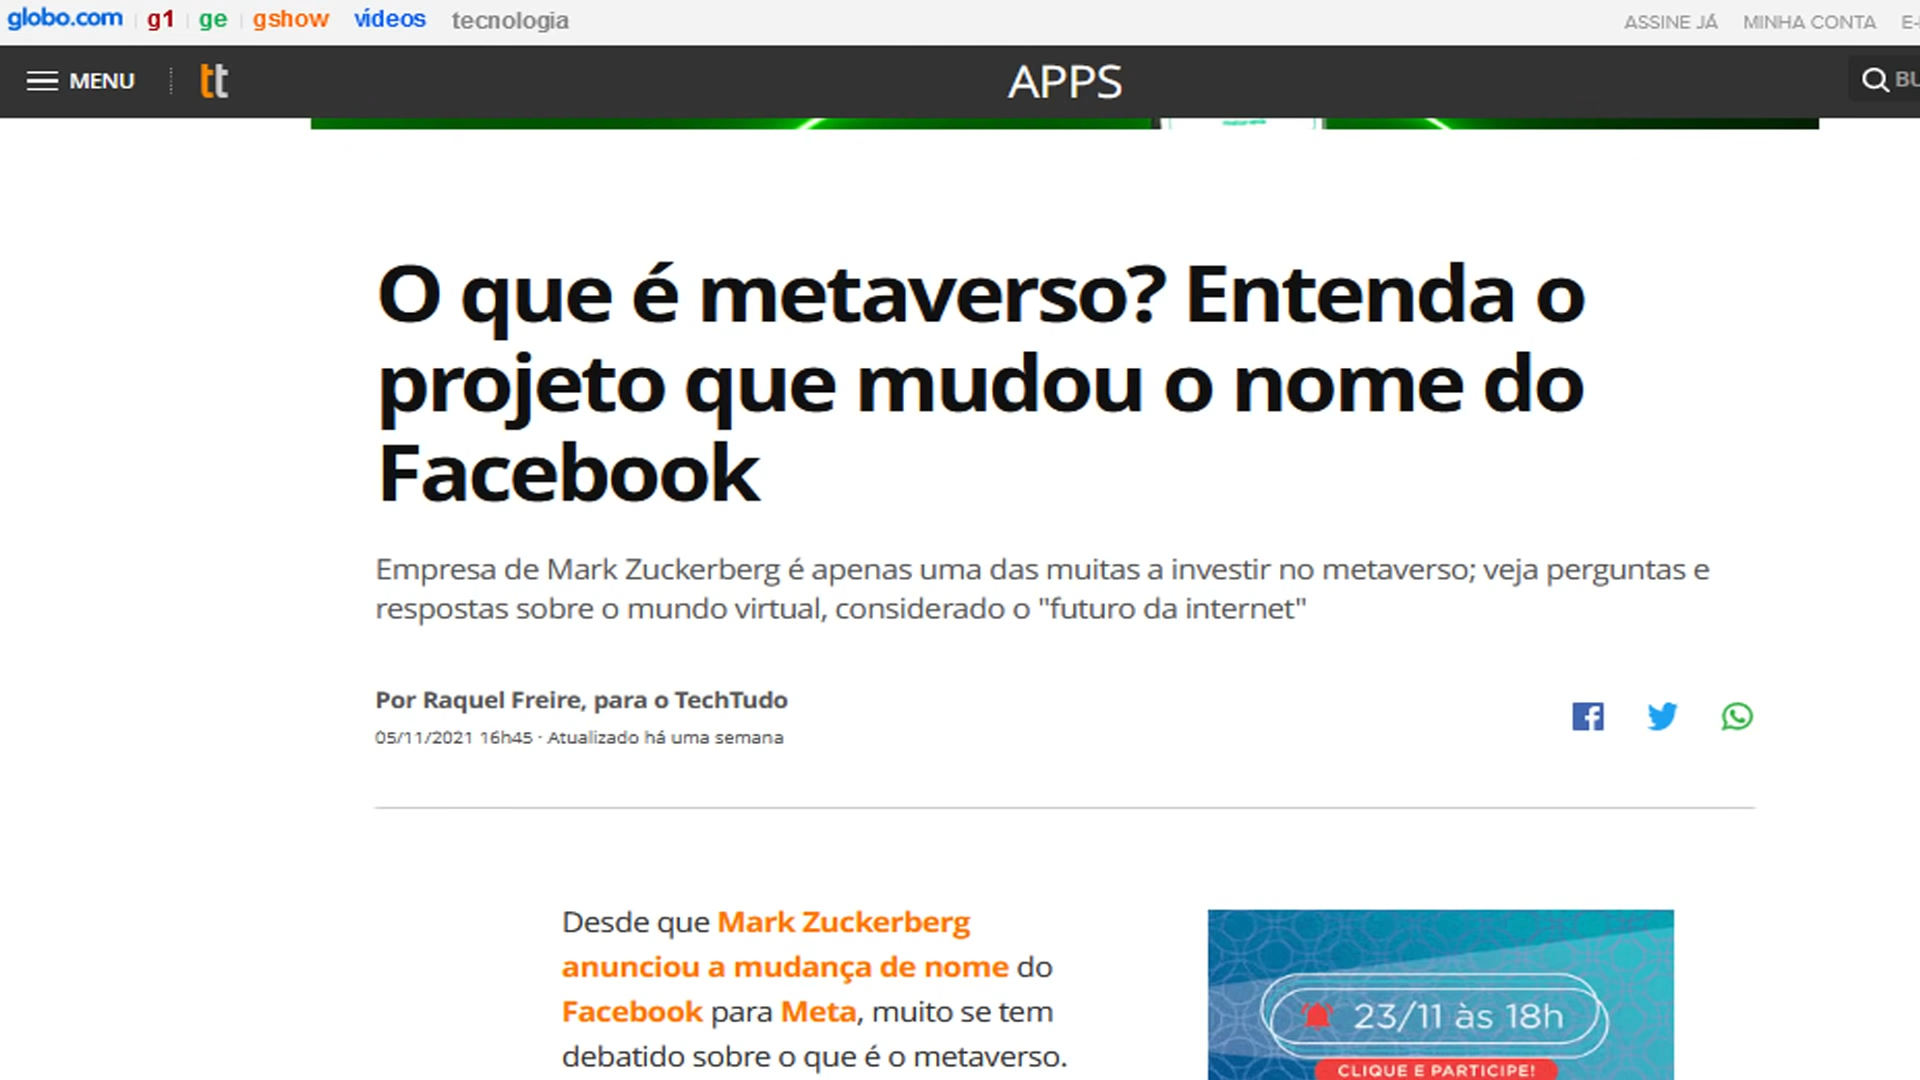 globo.com g1 ge gshow vídeos tecnologia ASSINE JÁ MINHA CONTA
MENU tt APPS
O que é metaverso? Entenda o
projeto que mudou o nome do
Facebook
Empresa de Mark Zuckerberg é apenas uma das muitas a investir no metaverso; veja perguntas e
respostas sobre o mundo virtual, considerado o "futuro da internet"
Por Raquel Freire, para o TechTudo
05/11/2021 16h45 · Atualizado há uma semana
Desde que Mark Zuckerberg
anunciou a mudança de nome do
Facebook para Meta, muito se tem
debatido sobre o que é o metaverso.
23/11 às 18h
CLIQUE E PARTICIPE!